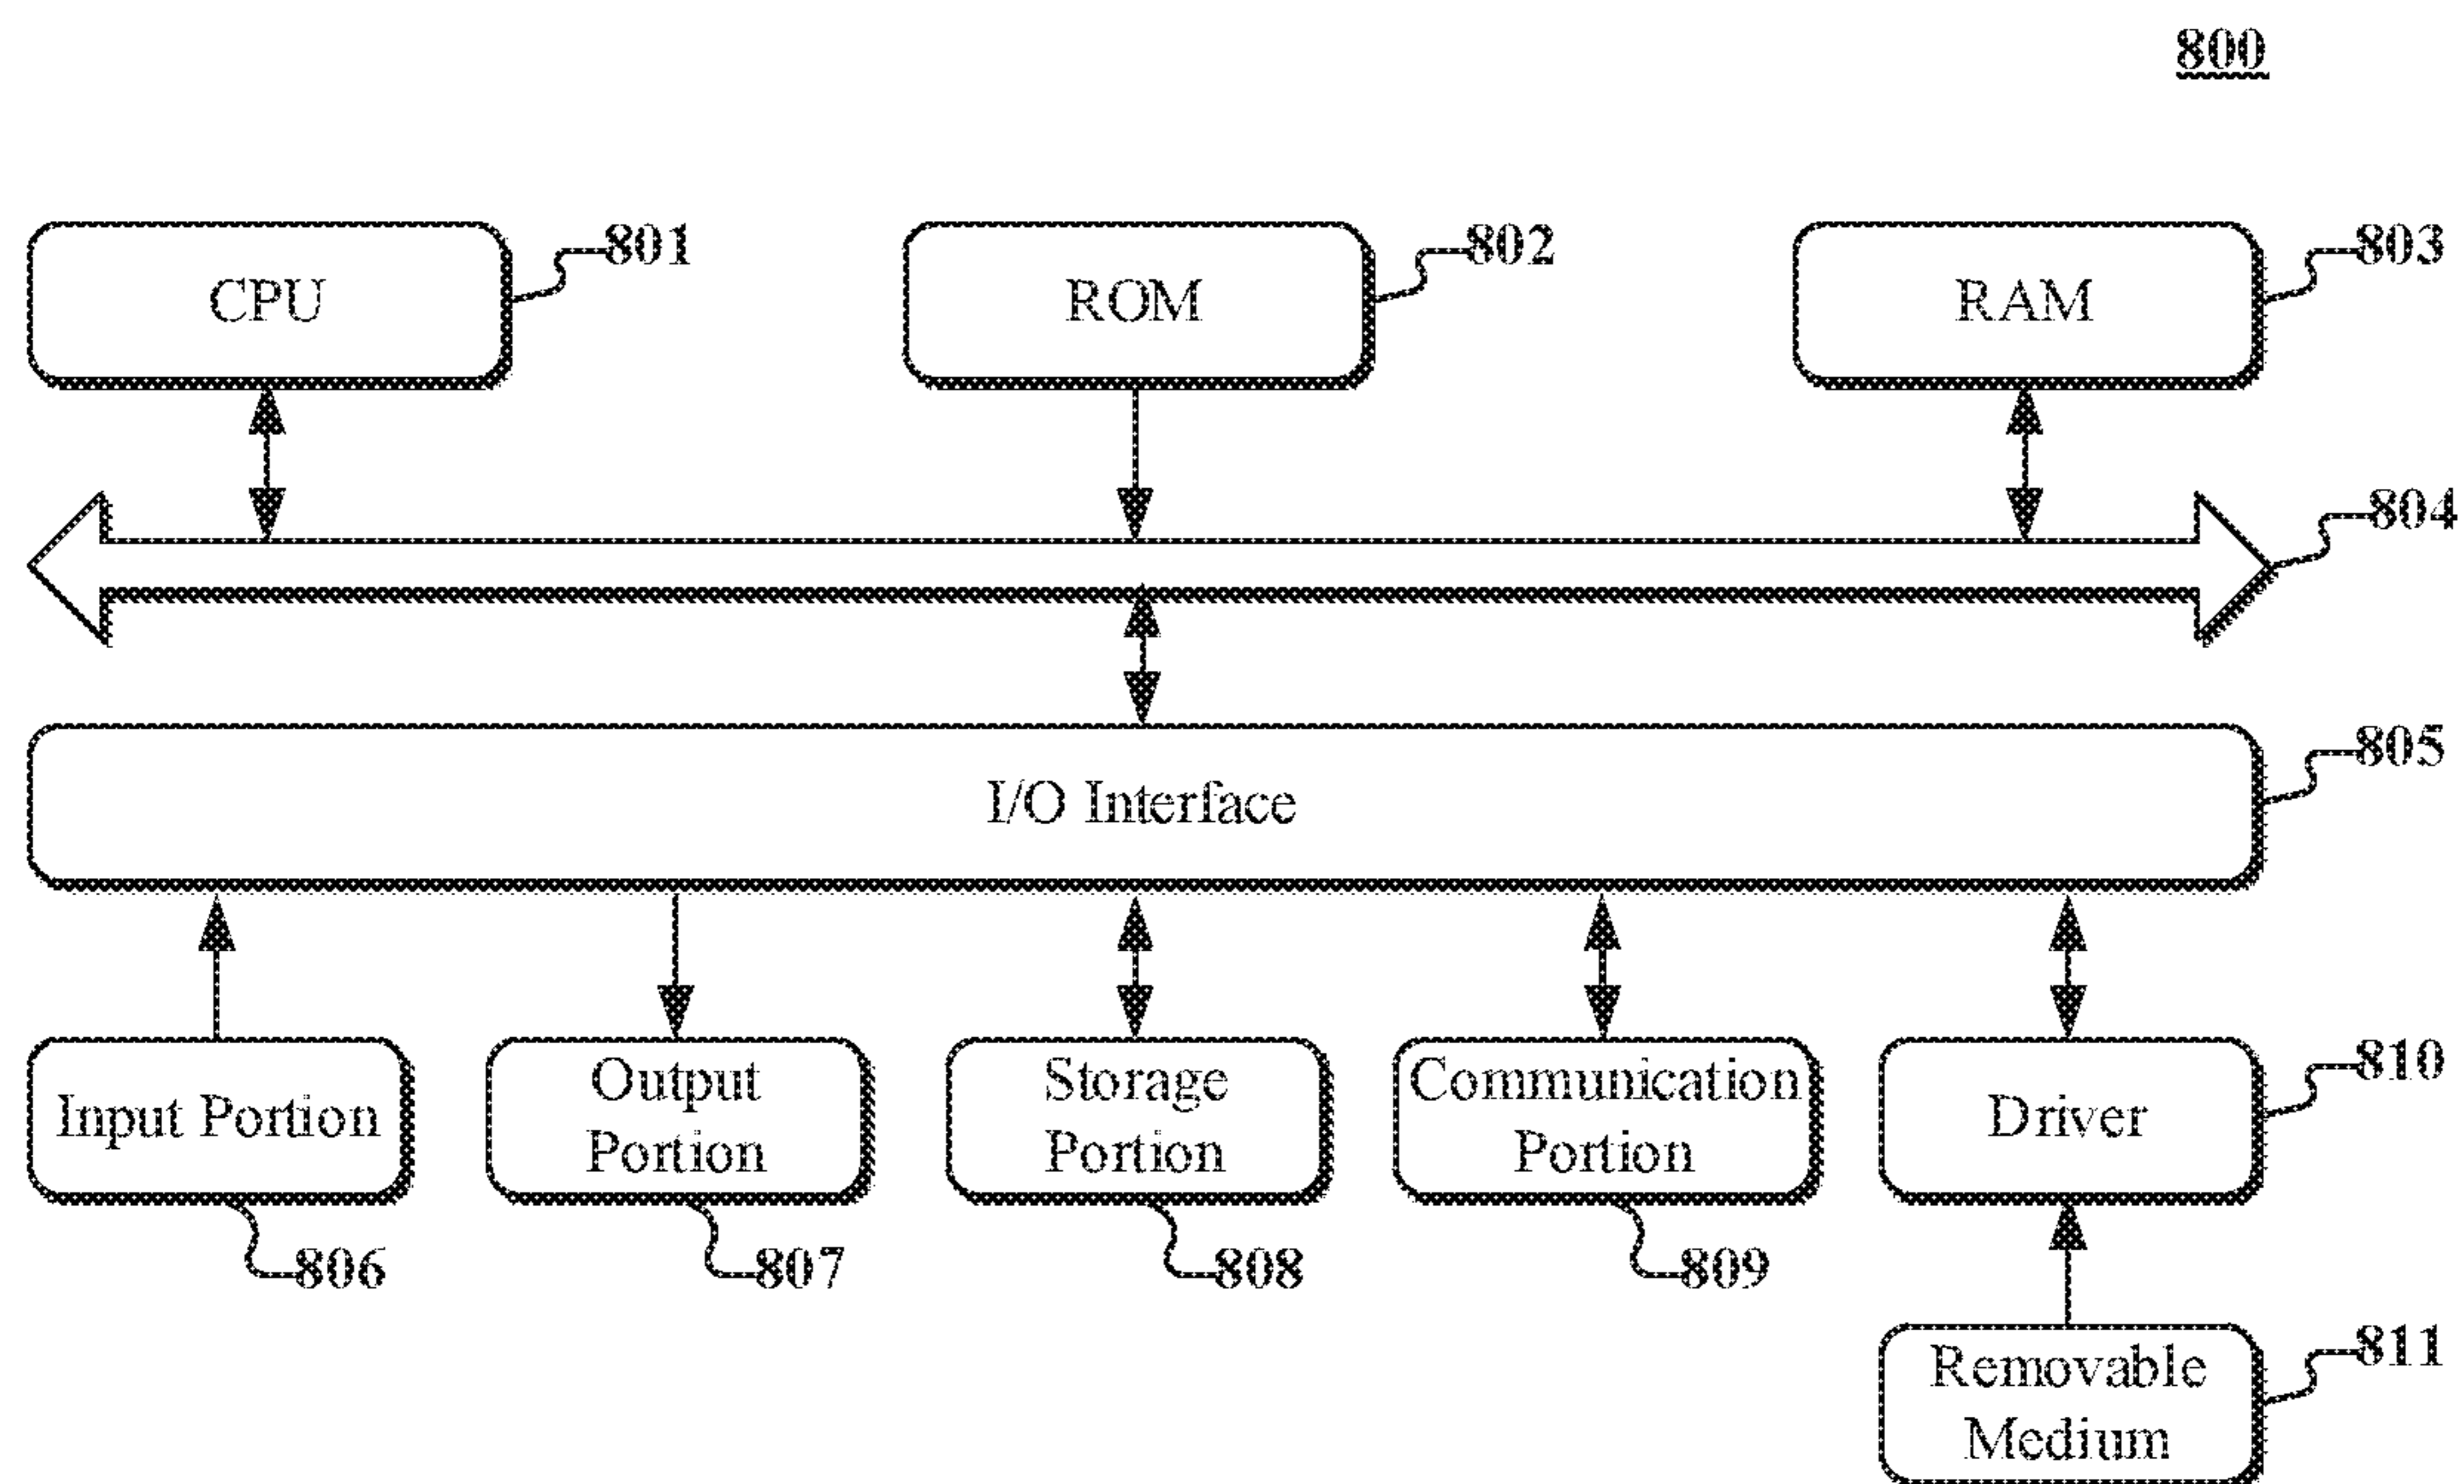 800
CPU
801
ROM
802
RAM
803
804
I/O Interface
805
Input Portion
806
Output
Portion
807
Storage
Portion
808
Communication
Portion
809
Driver
810
Removable
Medium
811